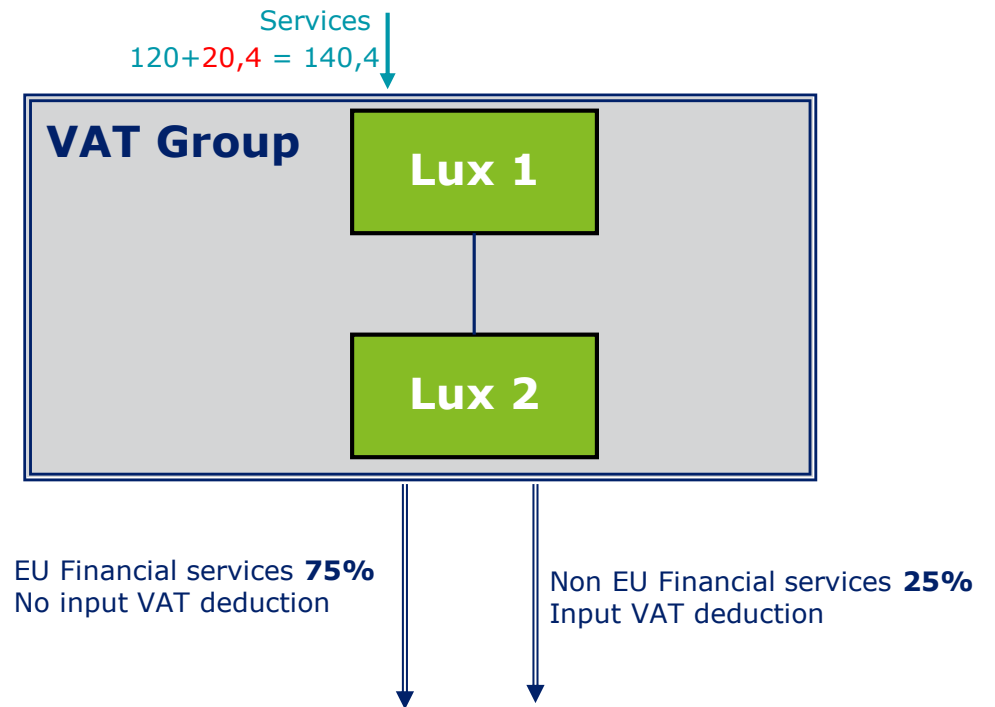 Services
120+20,4 = 140,4
VAT Group
Lux 1
Lux 2
EU Financial services 75%
No input VAT deduction
Non EU Financial services 25%
Input VAT deduction